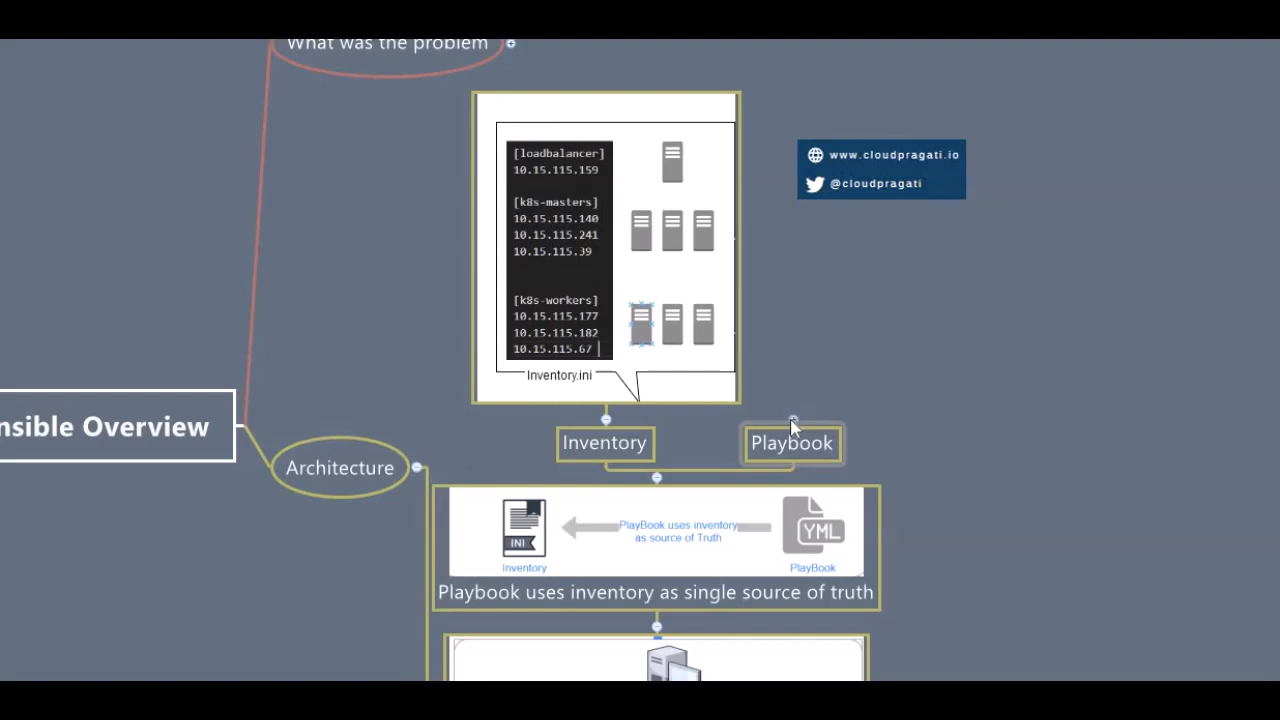 What was the problem
[loadbalancer]
10.15.115.159
[k8s-masters]
10.15.115.140
10.15.115.241
10.15.115.39
[k8s-workers]
10.15.115.177
10.15.115.182
10.15.115.67
Inventory.ini
www.cloudpragati.io
@cloudpragati
nsible Overview
Architecture
Inventory
Playbook
INI
Inventory
PlayBook uses inventory
as source of Truth
YML
PlayBook
Playbook uses inventory as single source of truth